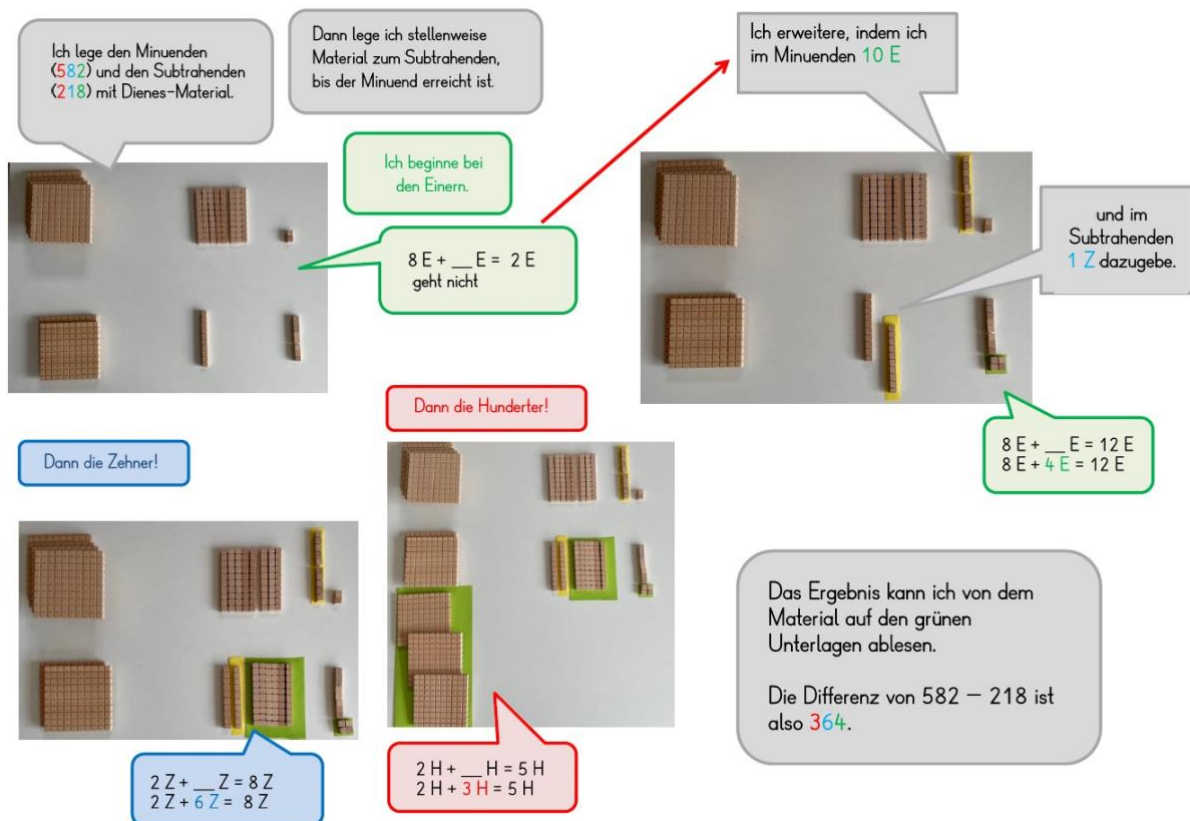 Ich lege den Minuenden
(582) und den Subtrahenden
(218) mit Dienes-Material.
Dann lege ich stellenweise
Material zum Subtrahenden,
bis der Minuend erreicht ist.
Ich beginne bei
den Einern.
8 E + __ E = 2 E
geht nicht
Ich erweitere, indem ich
im Minuenden 10 E
und im
Subtrahenden
1 Z dazugebe.
8 E + __ E = 12 E
8 E + 4 E = 12 E
Dann die Zehner!
2 Z + __ Z = 8 Z
2 Z + 6 Z = 8 Z
Dann die Hunderter!
2 H + __ H = 5 H
2 H + 3 H = 5 H
Das Ergebnis kann ich von dem
Material auf den grünen
Unterlagen ablesen.
Die Differenz von 582 – 218 ist
also 364.